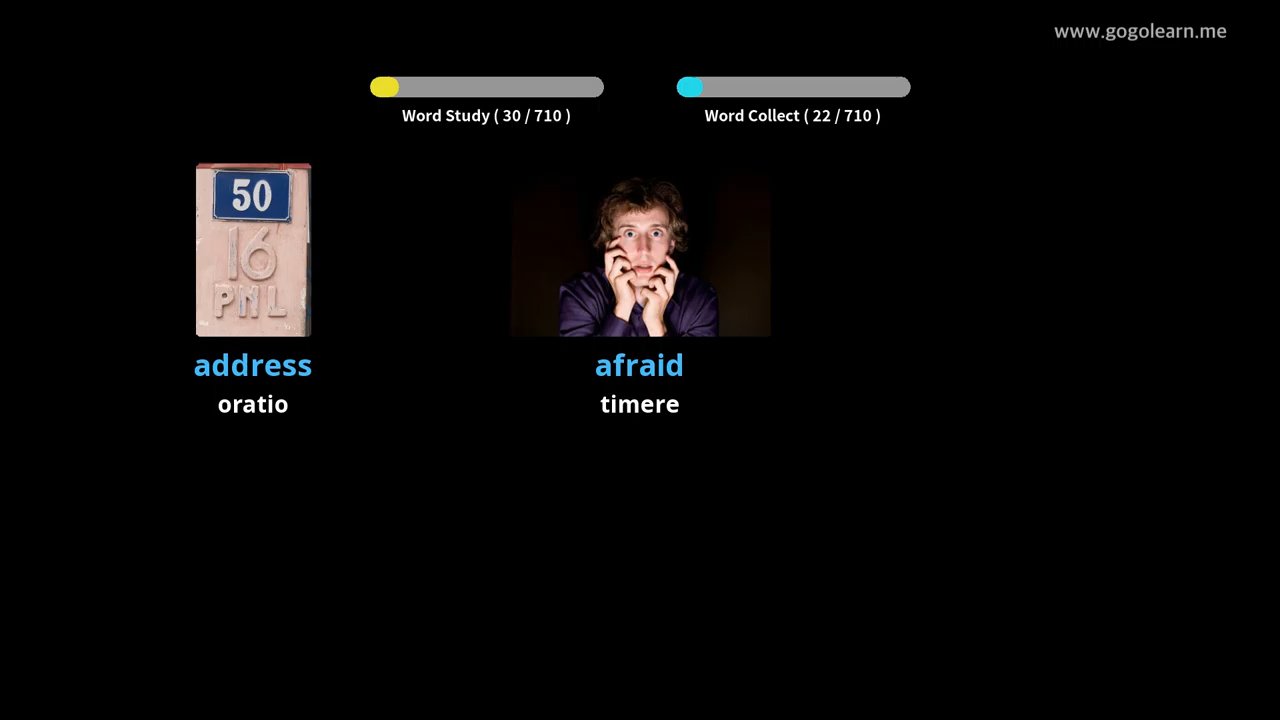 www.gogolearn.me
Word Study ( 30 / 710 )
Word Collect ( 22 / 710 )
50
16
PNL
address
afraid
oratio
timere